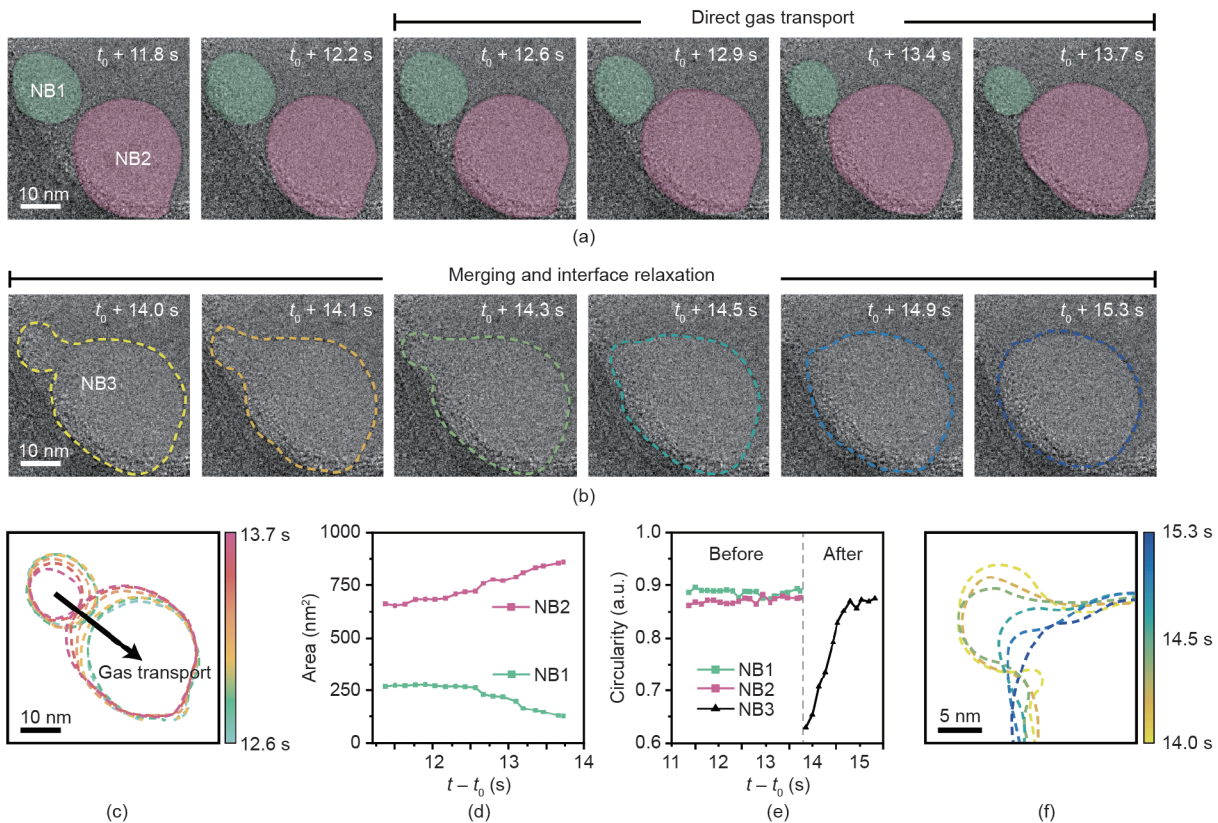 Direct gas transport
t0 + 11.8 s
t0 + 12.2 s
t0 + 12.6 s
t0 + 12.9 s
t0 + 13.4 s
t0 + 13.7 s
NB1
NB2
10 nm
(a)
Merging and interface relaxation
t0 + 14.0 s
t0 + 14.1 s
t0 + 14.3 s
t0 + 14.5 s
t0 + 14.9 s
t0 + 15.3 s
NB3
10 nm
(b)
Gas transport
10 nm
13.7 s
12.6 s
(c)
Area (nm²)
1000
750
500
250
0
NB2
NB1
12
13
14
t – t0 (s)
(d)
Circularity (a.u.)
1.0
0.9
0.8
0.7
0.6
Before
After
NB1
NB2
NB3
11
12
13
14
15
t – t0 (s)
(e)
5 nm
15.3 s
14.5 s
14.0 s
(f)